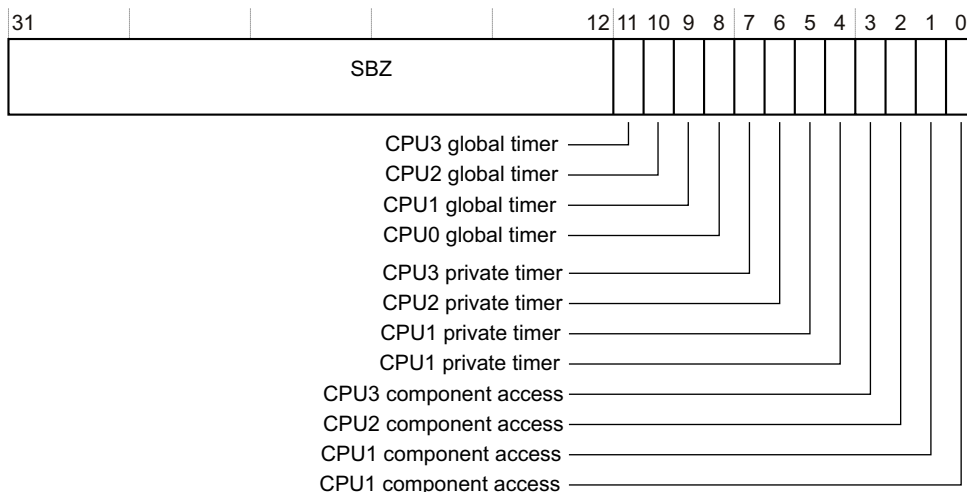 31 12 11 10 9 8 7 6 5 4 3 2 1 0
SBZ
CPU3 global timer
CPU2 global timer
CPU1 global timer
CPU0 global timer
CPU3 private timer
CPU2 private timer
CPU1 private timer
CPU1 private timer
CPU3 component access
CPU2 component access
CPU1 component access
CPU1 component access